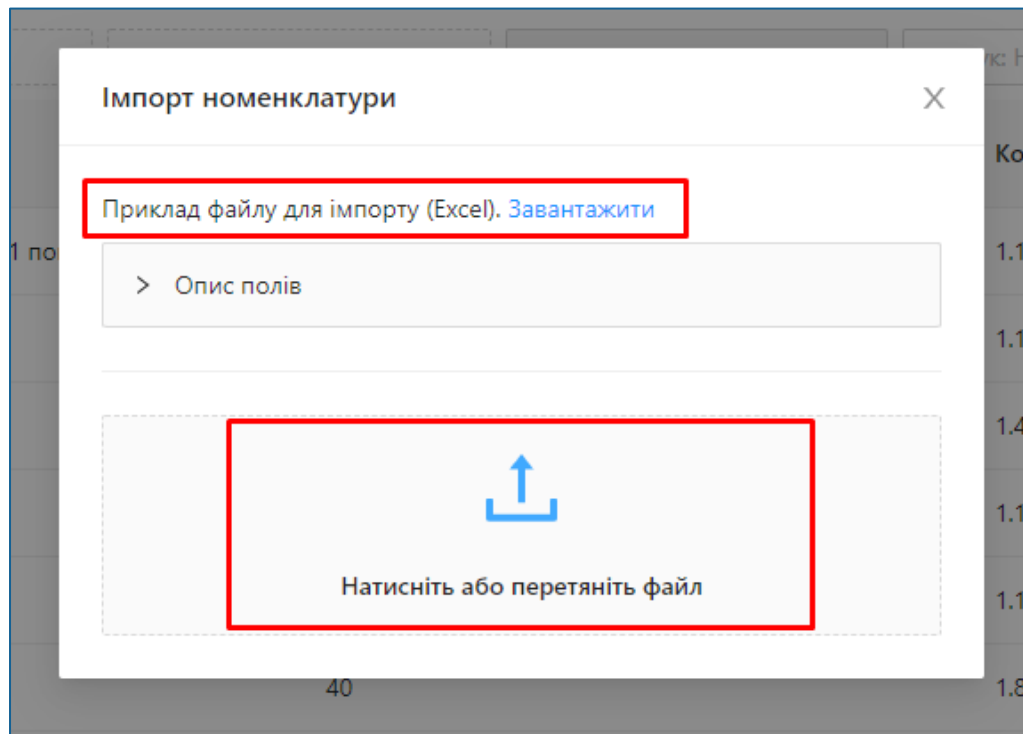 Імпорт номенклатури
Приклад файлу для імпорту (Excel). Завантажити
Опис полів
Натисніть або перетяніть файл
40